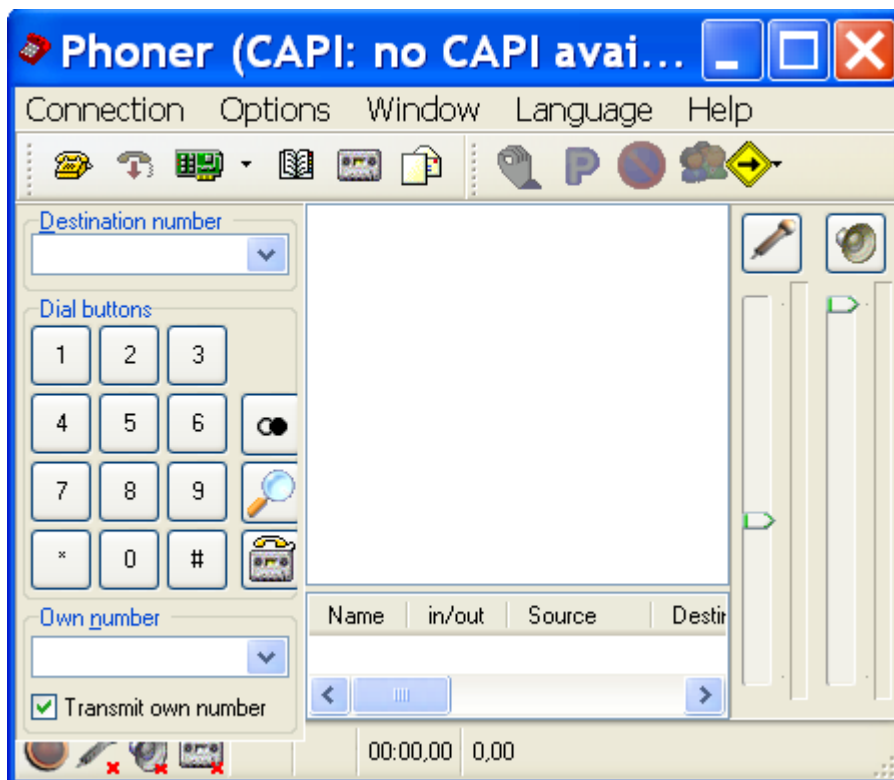 Phoner (CAPI: no CAPI avai...
Connection Options Window Language Help
P
Destination number
Dial buttons
1 2 3
4 5 6
7 8 9
* 0 #
Own number
Name in/out Source Destin
Transmit own number
00:00,00 0,00